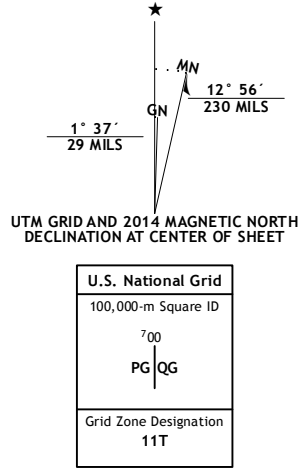 MN
GN
12° 56´
230 MILS
1° 37´
29 MILS
UTM GRID AND 2014 MAGNETIC NORTH
DECLINATION AT CENTER OF SHEET
U.S. National Grid
100,000-m Square ID
⁷00
PG QG
Grid Zone Designation
11T